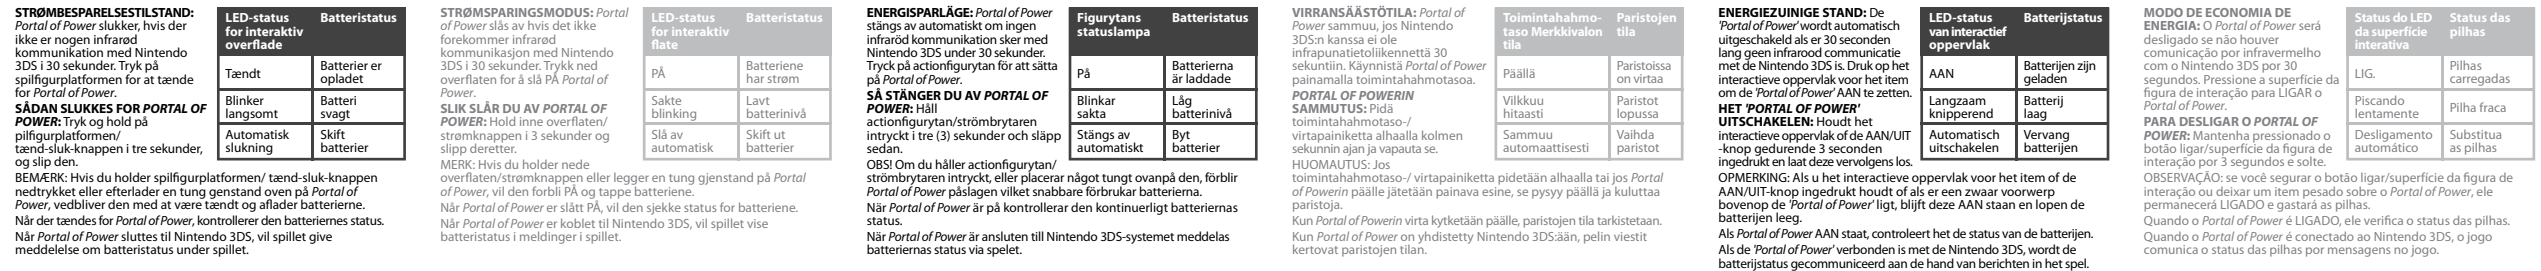 STRØMBESPARELSESTILSTAND:
Portal of Power slukker, hvis der
ikke er nogen infrarød
kommunikation med Nintendo
3DS i 30 sekunder. Tryk på
spilfigurplatformen for at tænde
for Portal of Power.
SÅDAN SLUKKES FOR PORTAL OF
POWER: Tryk og hold på
pilfigurplatformen/
tænd-sluk-knappen i tre sekunder,
og slip den.
LED-status for interaktiv overflade | Batteristatus
Tændt | Batterier er opladet
Blinker langsomt | Batteri svagt
Automatisk slukning | Skift batterier
BEMÆRK: Hvis du holder spilfigurplatformen/ tænd-sluk-knappen
nedtrykket eller efterlader en tung genstand oven på Portal of
Power, vedbliver den med at være tændt og aflader batterierne.
Når der tændes for Portal of Power, kontrollerer den batteriernes status.
Når Portal of Power sluttes til Nintendo 3DS, vil spillet give
meddelelse om batteristatus under spillet.
STRØMSPARINGSMODUS: Portal
of Power slås av hvis det ikke
forekommer infrarød
kommunikasjon med Nintendo
3DS i 30 sekunder. Trykk ned
overflaten for å slå PÅ Portal of
Power.
SLIK SLÅR DU AV PORTAL OF
POWER: Hold inne overflaten/
strømknappen i 3 sekunder og
slipp deretter.
LED-status for interaktiv flate | Batteristatus
PÅ | Batteriene har strøm
Sakte blinking | Lavt batterinivå
Slå av automatisk | Skift ut batterier
MERK: Hvis du holder nede
overflaten/strømknappen eller legger en tung gjenstand på Portal
of Power, vil den forbli PÅ og tappe batteriene.
Når Portal of Power er slått PÅ, vil den sjekke status for batteriene.
Når Portal of Power er koblet til Nintendo 3DS, vil spillet vise
batteristatus i meldinger i spillet.
ENERGISPARLÄGE: Portal of Power
stängs av automatiskt om ingen
infraröd kommunikation sker med
Nintendo 3DS under 30 sekunder.
Tryck på actionfigurytan för att sätta
på Portal of Power.
SÅ STÄNGER DU AV PORTAL OF
POWER: Håll
actionfigurytan/strömbrytaren
intryckt i tre (3) sekunder och släpp
sedan.
Figurytans statuslampa | Batteristatus
På | Batterierna är laddade
Blinkar sakta | Låg batterinivå
Stängs av automatiskt | Byt batterier
OBS! Om du håller actionfigurytan/
strömbrytaren intryckt, eller placerar något tungt ovanpå den, förblir
Portal of Power påslagen vilket snabbare förbrukar batterierna.
När Portal of Power är på kontrollerar den kontinuerligt batteriernas
status.
När Portal of Power är ansluten till Nintendo 3DS-systemet meddelas
batteriernas status via spelet.
VIRRANSÄÄSTÖTILA: Portal of
Power sammuu, jos Nintendo
3DS:n kanssa ei ole
infrapunatietoliikennettä 30
sekuntiin. Käynnistä Portal of Power
painamalla toimintahahmotasoa.
PORTAL OF POWERIN
SAMMUTUS: Pidä
toimintahahmotaso-/
virtapainiketta alhaalla kolmen
sekunnin ajan ja vapauta se.
Toimintahahmo-taso Merkkivalon tila | Paristojen tila
Päällä | Paristoissa on virtaa
Vilkkuu hitaasti | Paristot lopussa
Sammuu automaattisesti | Vaihda paristot
HUOMAUTUS: Jos
toimintahahmotaso-/ virtapainiketta pidetään alhaalla tai jos Portal
of Powerin päälle jätetään painava esine, se pysyy päällä ja kuluttaa
paristoja.
Kun Portal of Powerin virta kytketään päälle, paristojen tila tarkistetaan.
Kun Portal of Power on yhdistetty Nintendo 3DS:ään, pelin viestit
kertovat paristojen tilan.
ENERGIEZUINIGE STAND: De
'Portal of Power' wordt automatisch
uitgeschakeld als er 30 seconden
lang geen infrarood communicatie
met de Nintendo 3DS is. Druk op het
interactieve oppervlak voor het item
om de 'Portal of Power' AAN te zetten.
HET 'PORTAL OF POWER'
UITSCHAKELEN: Houdt het
interactieve oppervlak of de AAN/UIT
-knop gedurende 3 seconden
ingedrukt en laat deze vervolgens los.
LED-status van interactief oppervlak | Batterijstatus
AAN | Batterijen zijn geladen
Langzaam knipperend | Batterij laag
Automatisch uitschakelen | Vervang batterijen
OPMERKING: Als u het interactieve oppervlak voor het item of de
AAN/UIT-knop ingedrukt houdt of als er een zwaar voorwerp
bovenop de 'Portal of Power' ligt, blijft deze AAN staan en lopen de
batterijen leeg.
Als Portal of Power AAN staat, controleert het de status van de batterijen.
Als de 'Portal of Power' verbonden is met de Nintendo 3DS, wordt de
batterijstatus gecommuniceerd aan de hand van berichten in het spel.
MODO DE ECONOMIA DE
ENERGIA: O Portal of Power será
desligado se não houver
comunicação por infravermelho
com o Nintendo 3DS por 30
segundos. Pressione a superfície da
figura de interação para LIGAR o
Portal of Power.
PARA DESLIGAR O PORTAL OF
POWER: Mantenha pressionado o
botão ligar/superfície da figura de
interação por 3 segundos e solte.
Status do LED da superfície interativa | Status das pilhas
LIG. | Pilhas carregadas
Piscando lentamente | Pilha fraca
Desligamento automático | Substitua as pilhas
OBSERVAÇÃO: se você segurar o botão ligar/superfície da figura de
interação ou deixar um item pesado sobre o Portal of Power, ele
permanecerá LIGADO e gastará as pilhas.
Quando o Portal of Power é LIGADO, ele verifica o status das pilhas.
Quando o Portal of Power é conectado ao Nintendo 3DS, o jogo
comunica o status das pilhas por mensagens no jogo.